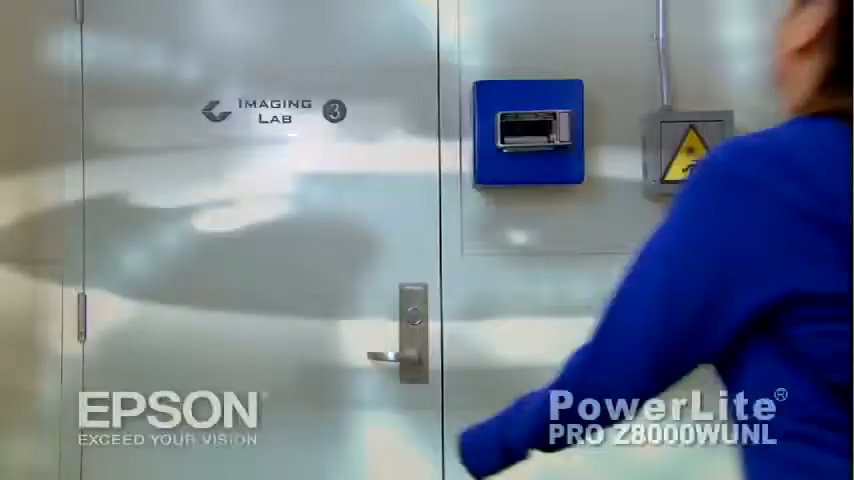 IMAGING
LAB
3
EPSON®
EXCEED YOUR VISION
PowerLite®
PRO Z8000WUNL